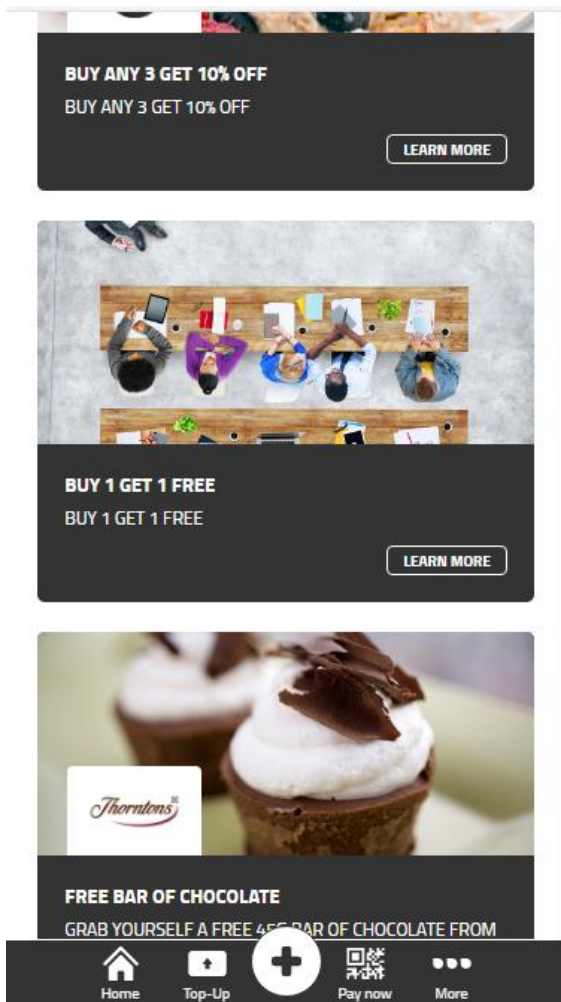 BUY ANY 3 GET 10% OFF
BUY ANY 3 GET 10% OFF
LEARN MORE
BUY 1 GET 1 FREE
BUY 1 GET 1 FREE
LEARN MORE
Thorntons
FREE BAR OF CHOCOLATE
GRAB YOURSELF A FREE 45G BAR OF CHOCOLATE FROM
Home
Top-Up
Pay now
More